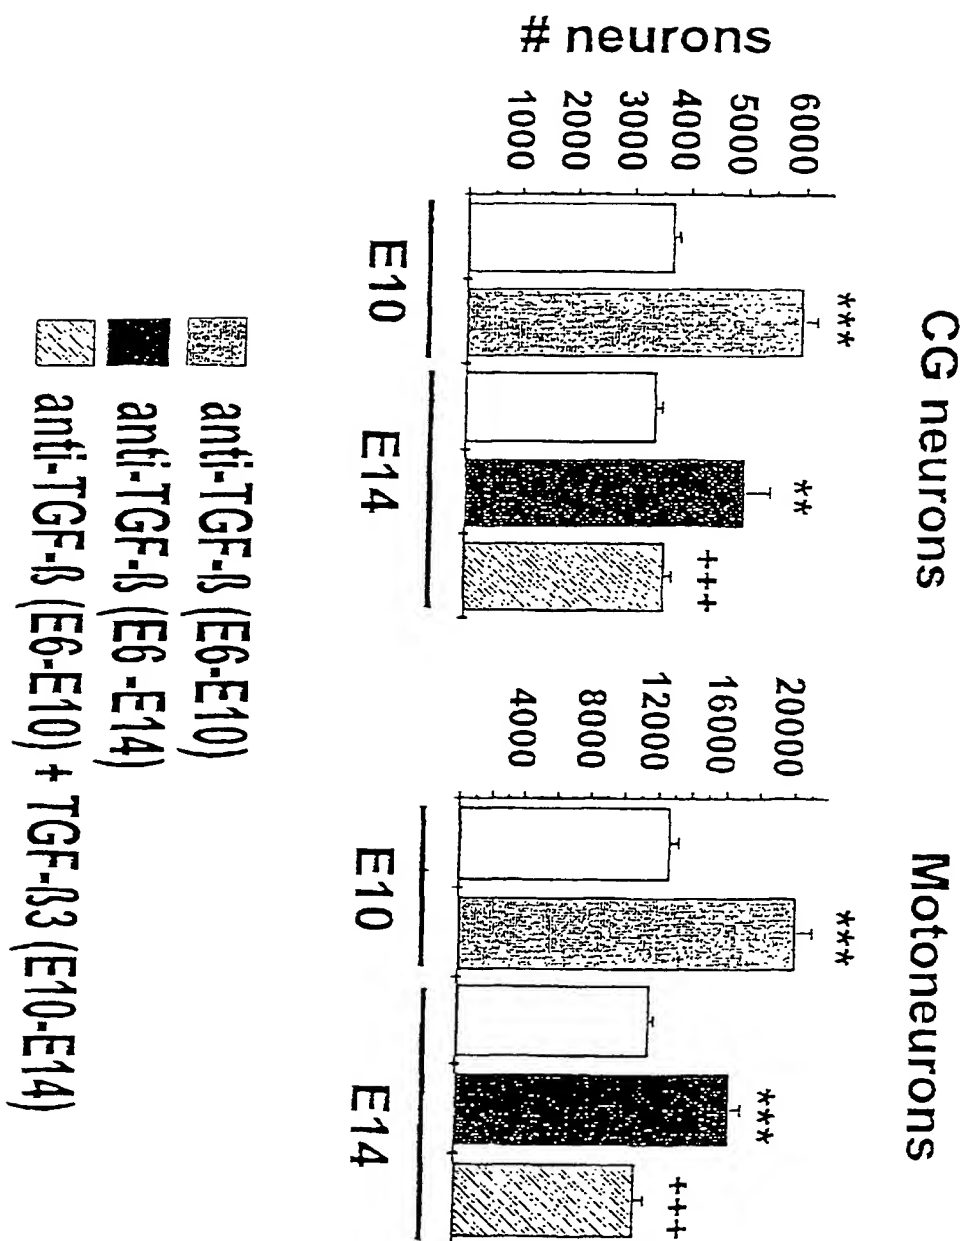 CG neurons
Motoneurons
# neurons
6000
5000
4000
3000
2000
1000
***
**
+++
E10
E14
20000
16000
12000
8000
4000
***
***
+++
E10
E14
anti-TGF-ß (E6-E10)
anti-TGF-ß (E6 -E14)
anti-TGF-ß (E6-E10) + TGF-ß3 (E10-E14)